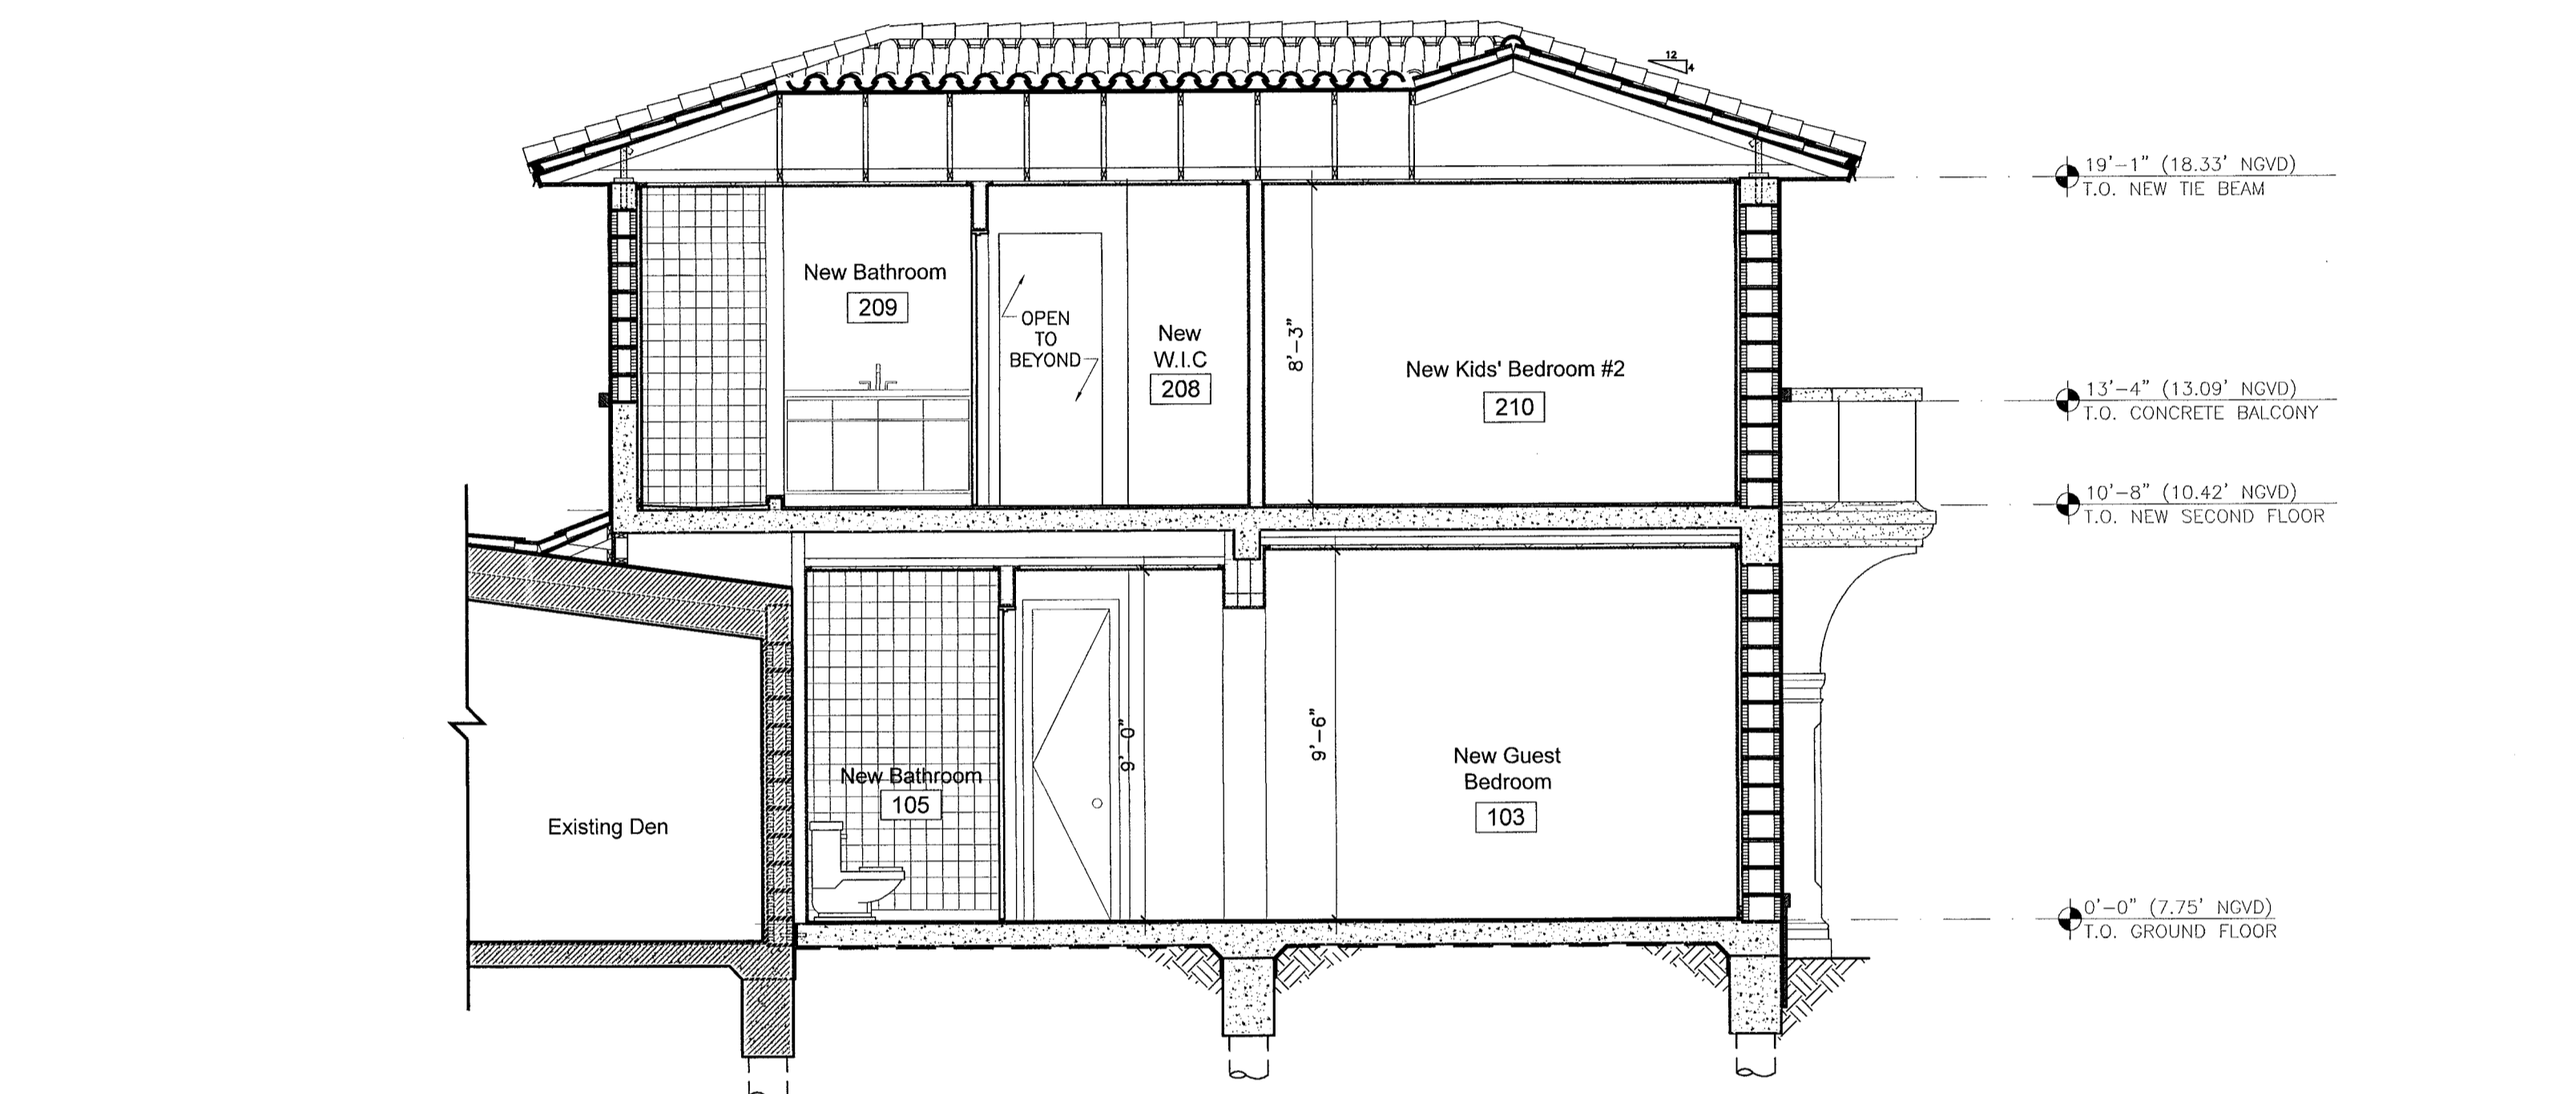 12
4
19'-1" (18.33' NGVD)
T.O. NEW TIE BEAM
New Bathroom
209
OPEN
TO
BEYOND
New
W.I.C
208
8'-3"
New Kids' Bedroom #2
210
13'-4" (13.09' NGVD)
T.O. CONCRETE BALCONY
10'-8" (10.42' NGVD)
T.O. NEW SECOND FLOOR
Existing Den
New Bathroom
105
9'-0"
9'-6"
New Guest
Bedroom
103
0'-0" (7.75' NGVD)
T.O. GROUND FLOOR